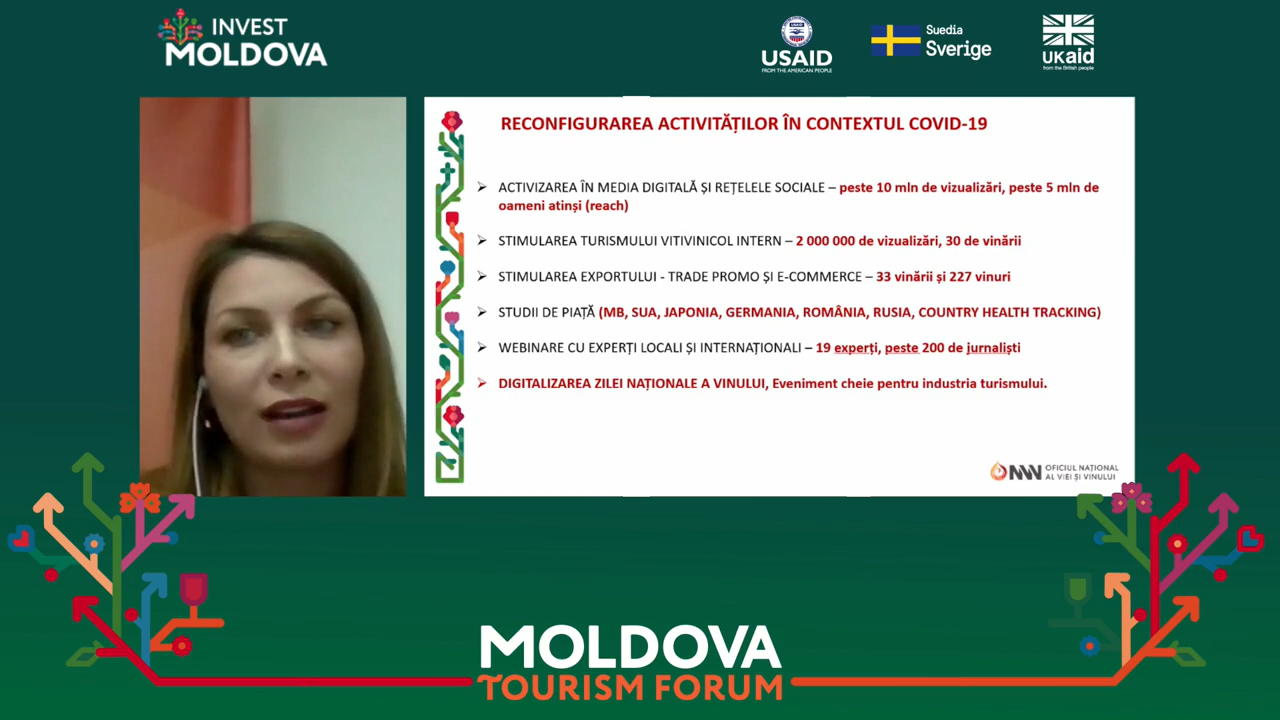 INVEST
MOLDOVA
USAID
FROM THE AMERICAN PEOPLE
Suedia
Sverige
UKaid
from the British people
RECONFIGURAREA ACTIVITĂȚILOR ÎN CONTEXTUL COVID-19
ACTIVIZAREA ÎN MEDIA DIGITALĂ ȘI REȚELELE SOCIALE – peste 10 mln de vizualizări, peste 5 mln de
oameni atinși (reach)
STIMULAREA TURISMULUI VITIVINICOL INTERN – 2 000 000 de vizualizări, 30 de vinării
STIMULAREA EXPORTULUI - TRADE PROMO ȘI E-COMMERCE – 33 vinării și 227 vinuri
STUDII DE PIAȚĂ (MB, SUA, JAPONIA, GERMANIA, ROMÂNIA, RUSIA, COUNTRY HEALTH TRACKING)
WEBINARE CU EXPERȚI LOCALI ȘI INTERNAȚIONALI – 19 experți, peste 200 de jurnaliști
DIGITALIZAREA ZILEI NAȚIONALE A VINULUI, Eveniment cheie pentru industria turismului.
OFICIUL NAȚIONAL
AL VIEI ȘI VINULUI
MOLDOVA
TOURISM FORUM